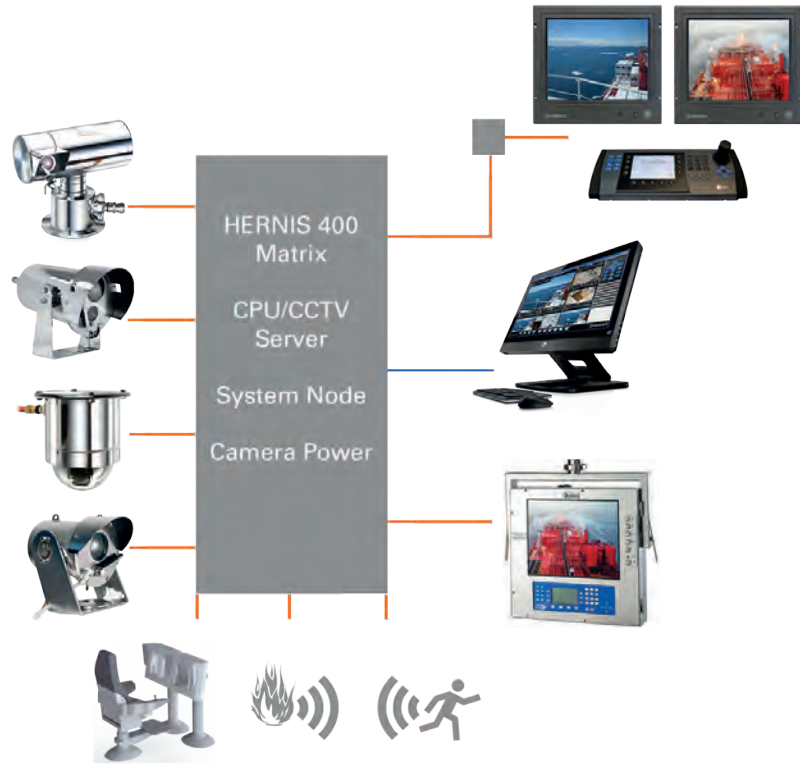 HERNIS 400
Matrix
CPU/CCTV
Server
System Node
Camera Power